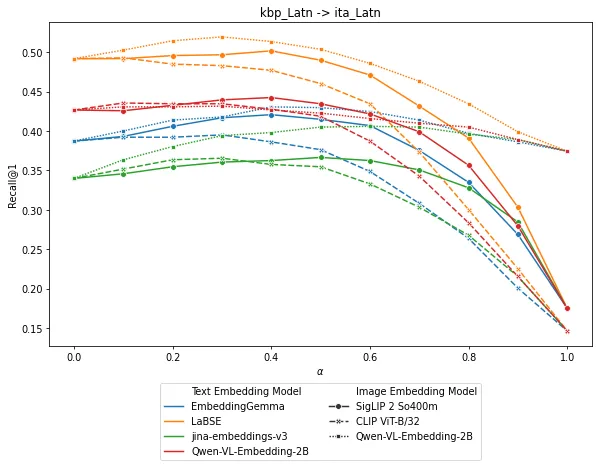 kbp_Latn -> ita_Latn
Recall@1
0.50
0.45
0.40
0.35
0.30
0.25
0.20
0.15
0.0 0.2 0.4 0.6 0.8 1.0
α
Text Embedding Model Image Embedding Model
EmbeddingGemma SigLIP 2 So400m
LaBSE CLIP ViT-B/32
jina-embeddings-v3 Qwen-VL-Embedding-2B
Qwen-VL-Embedding-2B